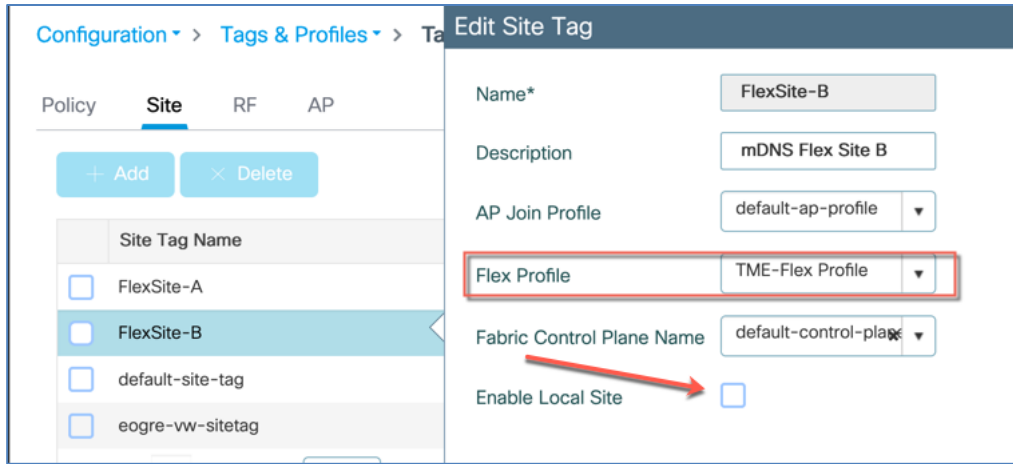 Configuration > Tags & Profiles > Ta
Policy Site RF AP
+ Add × Delete
Site Tag Name
FlexSite-A
FlexSite-B
default-site-tag
eogre-vw-sitetag
Edit Site Tag
Name* FlexSite-B
Description mDNS Flex Site B
AP Join Profile default-ap-profile
Flex Profile TME-Flex Profile
Fabric Control Plane Name default-control-plane
Enable Local Site